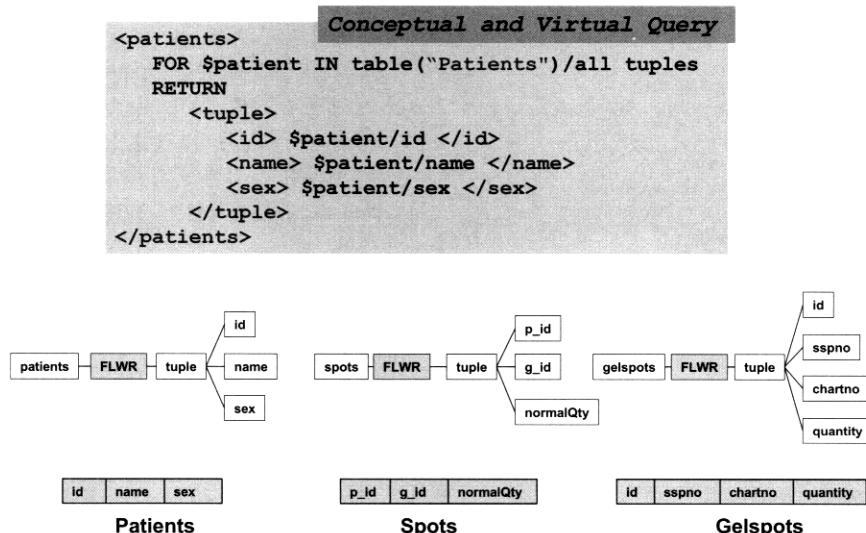 Conceptual and Virtual Query
<patients>
FOR $patient IN table(“Patients")/all tuples
RETURN
<tuple>
<id> $patient/id </id>
<name> $patient/name </name>
<sex> $patient/sex </sex>
</tuple>
</patients>
id
patients FLWR tuple name
sex
p_id
spots FLWR tuple g_id
normalQty
id
sspno
gelspots FLWR tuple
chartno
quantity
id name sex
Patients
p_id g_id normalQty
Spots
id sspno chartno quantity
Gelspots